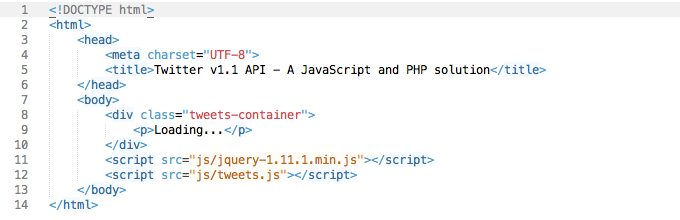 1 <!DOCTYPE html>
2 <html>
3 <head>
4 <meta charset="UTF-8">
5 <title>Twitter v1.1 API - A JavaScript and PHP solution</title>
6 </head>
7 <body>
8 <div class="tweets-container">
9 <p>Loading...</p>
10 </div>
11 <script src="js/jquery-1.11.1.min.js"></script>
12 <script src="js/tweets.js"></script>
13 </body>
14 </html>